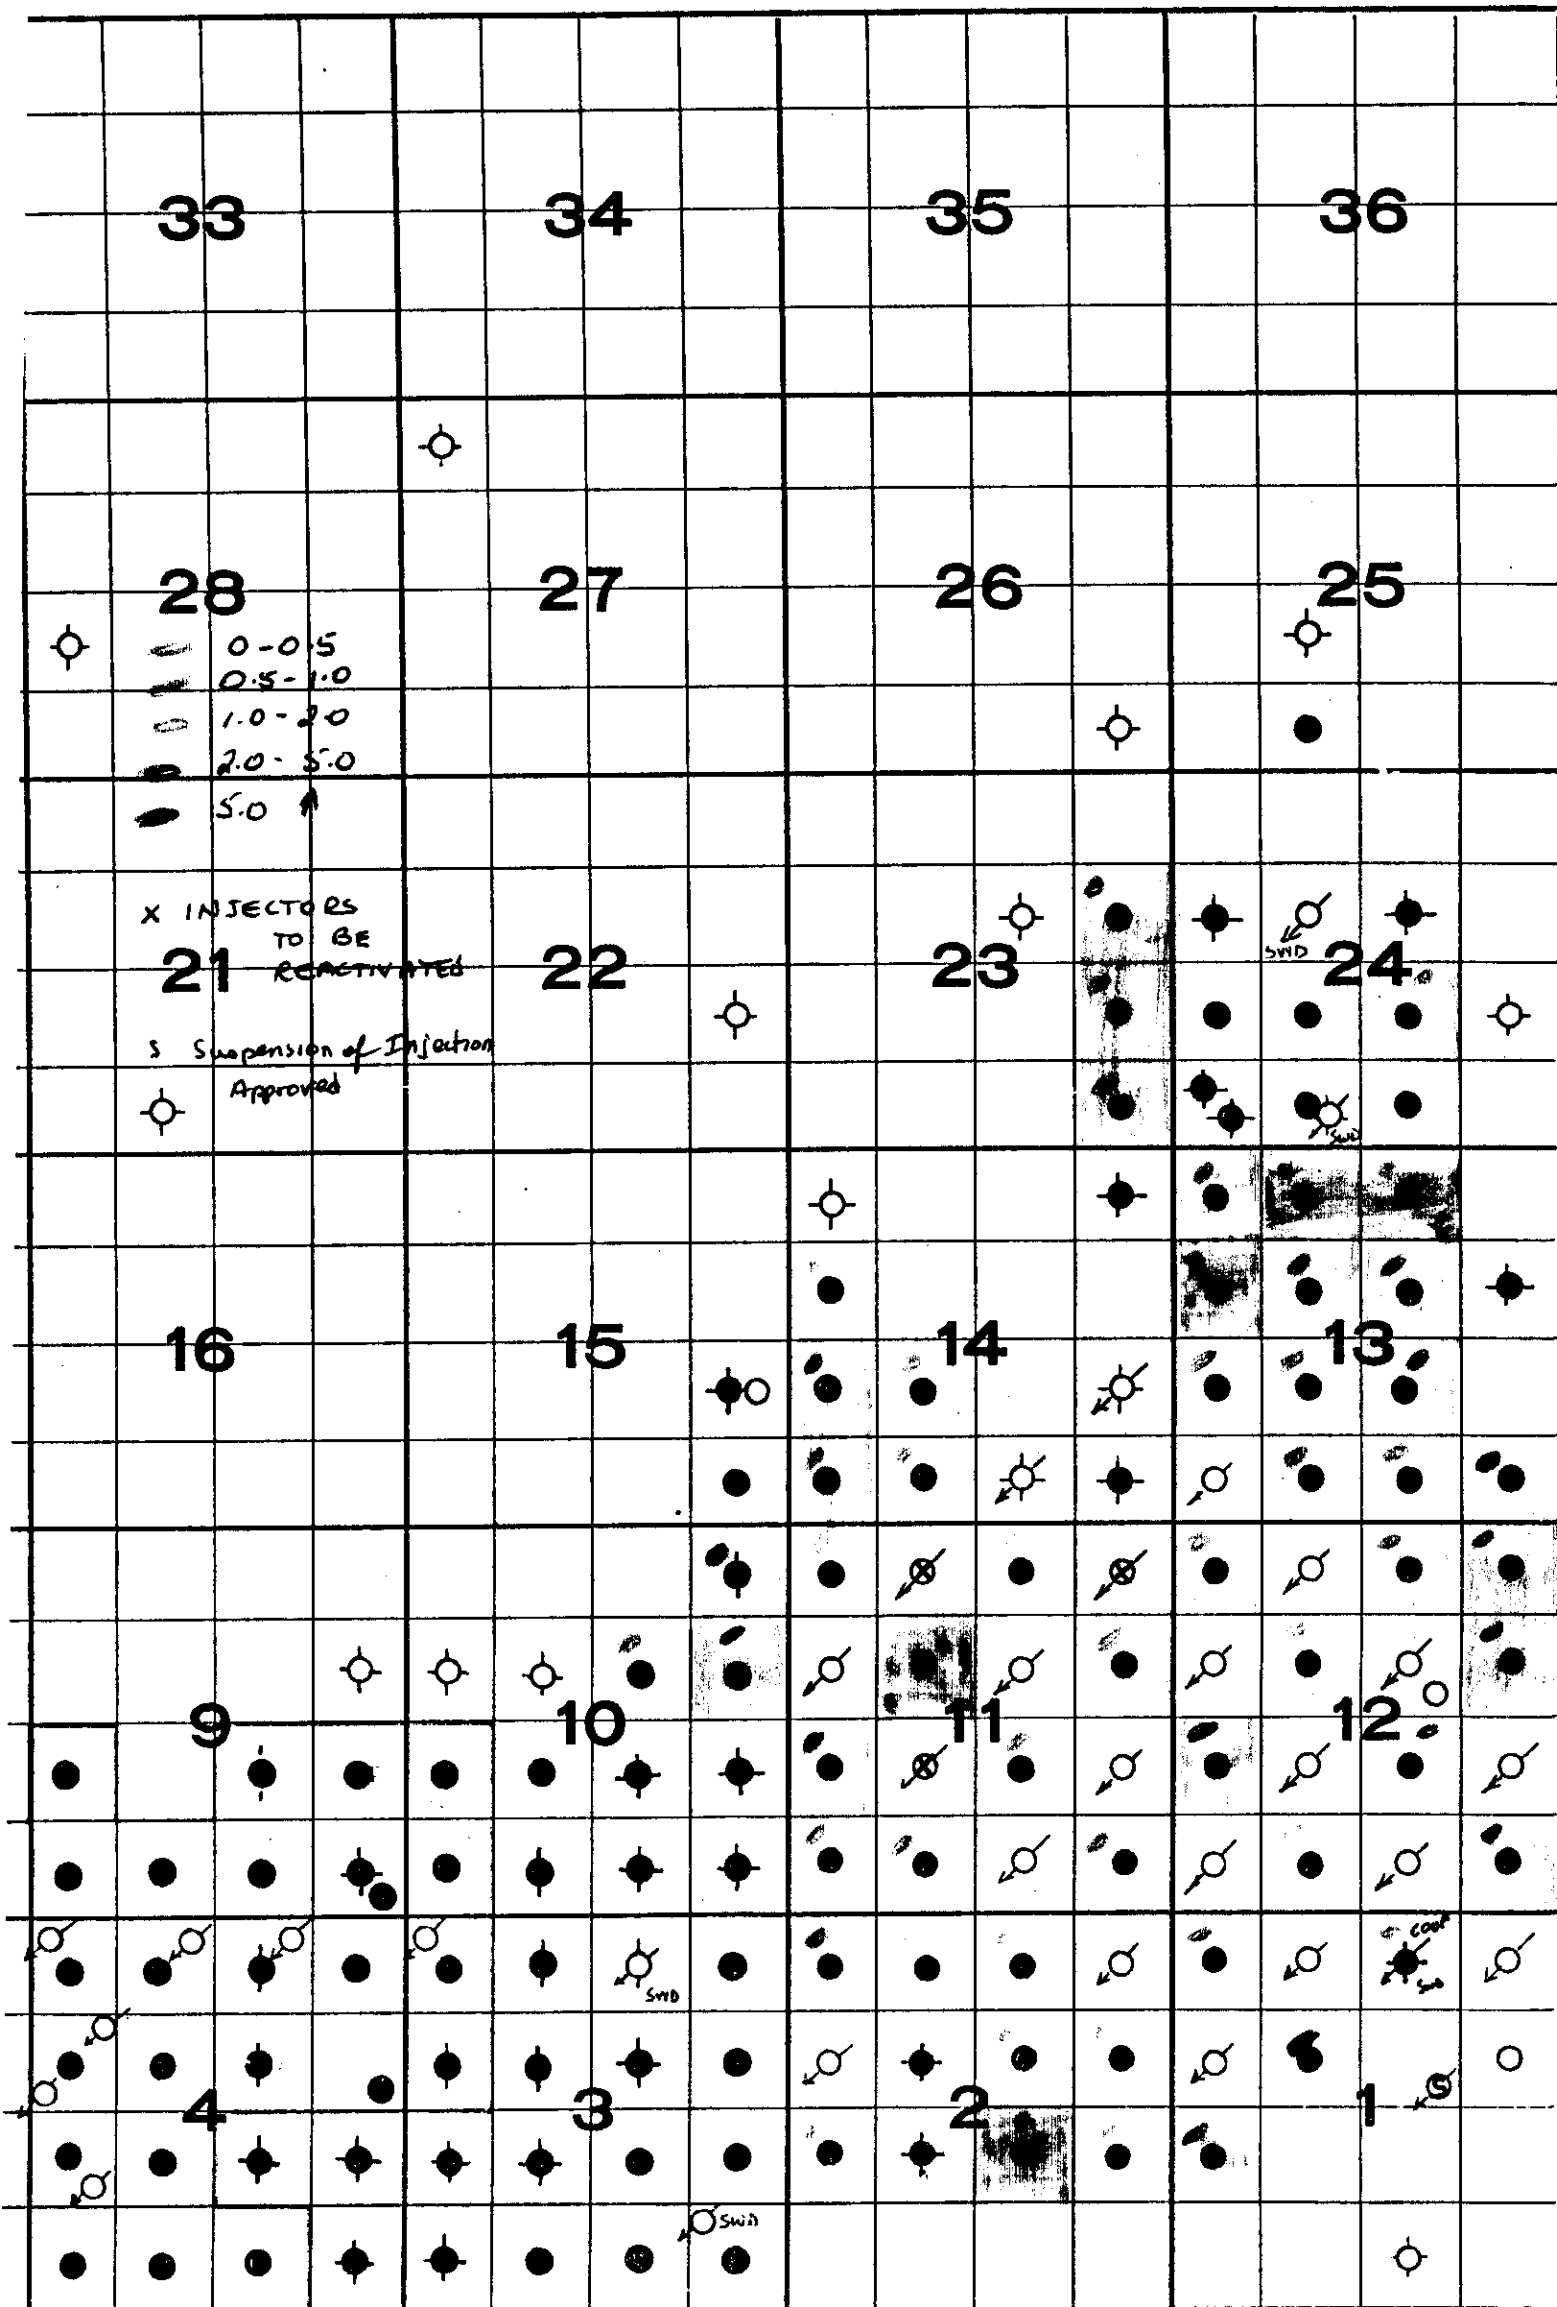 33 34 35 36
28 27 26 25
0-0.5
0.5-1.0
1.0-2.0
2.0-5.0
5.0 ↑
X INJECTORS
TO BE
REACTIVATED
SWD
21 22 23 24
S Suspension of Injection
Approved
SWD
16 15 14 13
9 10 11 12
COOP
SWD SWD
S
4 3 2 1
SWD